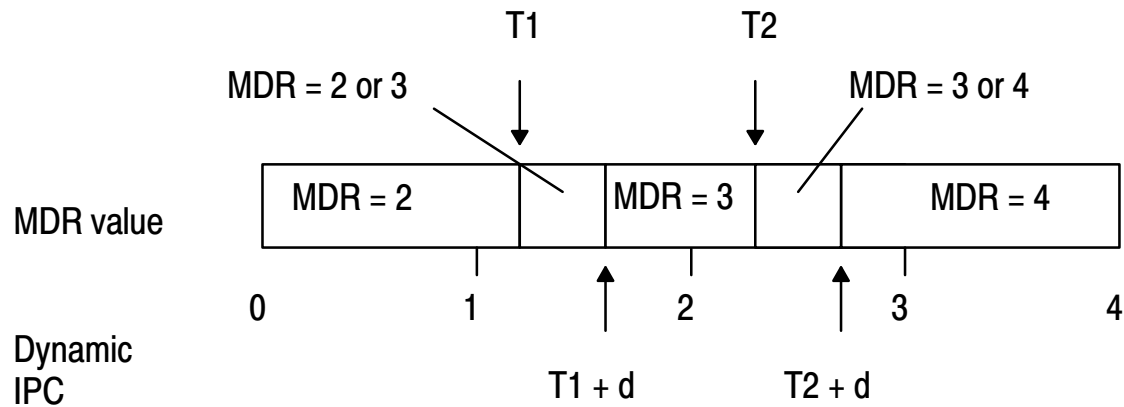 T1 T2
MDR = 2 or 3 MDR = 3 or 4
MDR = 2 MDR = 3 MDR = 4
MDR value
0 1 2 3 4
Dynamic
IPC
T1 + d T2 + d